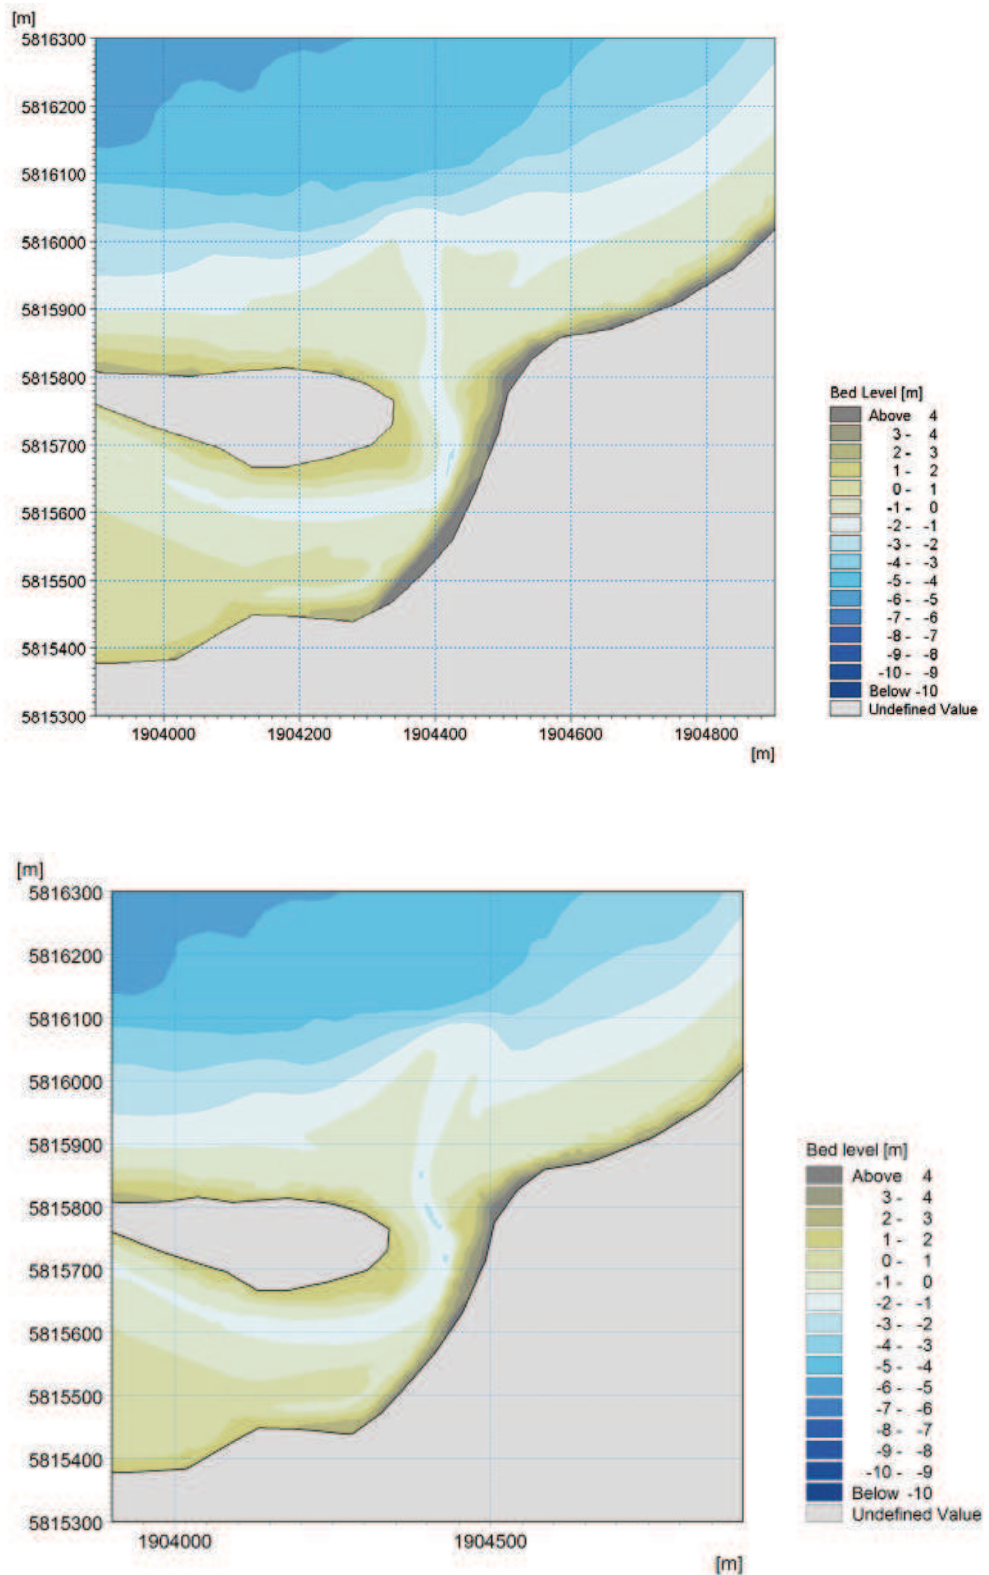 [m]
5816300
5816200
5816100
5816000
5815900
5815800
5815700
5815600
5815500
5815400
5815300
1904000 1904200 1904400 1904600 1904800
[m]
Bed Level [m]
Above 4
3 - 4
2 - 3
1 - 2
0 - 1
-1 - 0
-2 - -1
-3 - -2
-4 - -3
-5 - -4
-6 - -5
-7 - -6
-8 - -7
-9 - -8
-10 - -9
Below -10
Undefined Value
[m]
5816300
5816200
5816100
5816000
5815900
5815800
5815700
5815600
5815500
5815400
5815300
1904000 1904500
[m]
Bed level [m]
Above 4
3 - 4
2 - 3
1 - 2
0 - 1
-1 - 0
-2 - -1
-3 - -2
-4 - -3
-5 - -4
-6 - -5
-7 - -6
-8 - -7
-9 - -8
-10 - -9
Below -10
Undefined Value